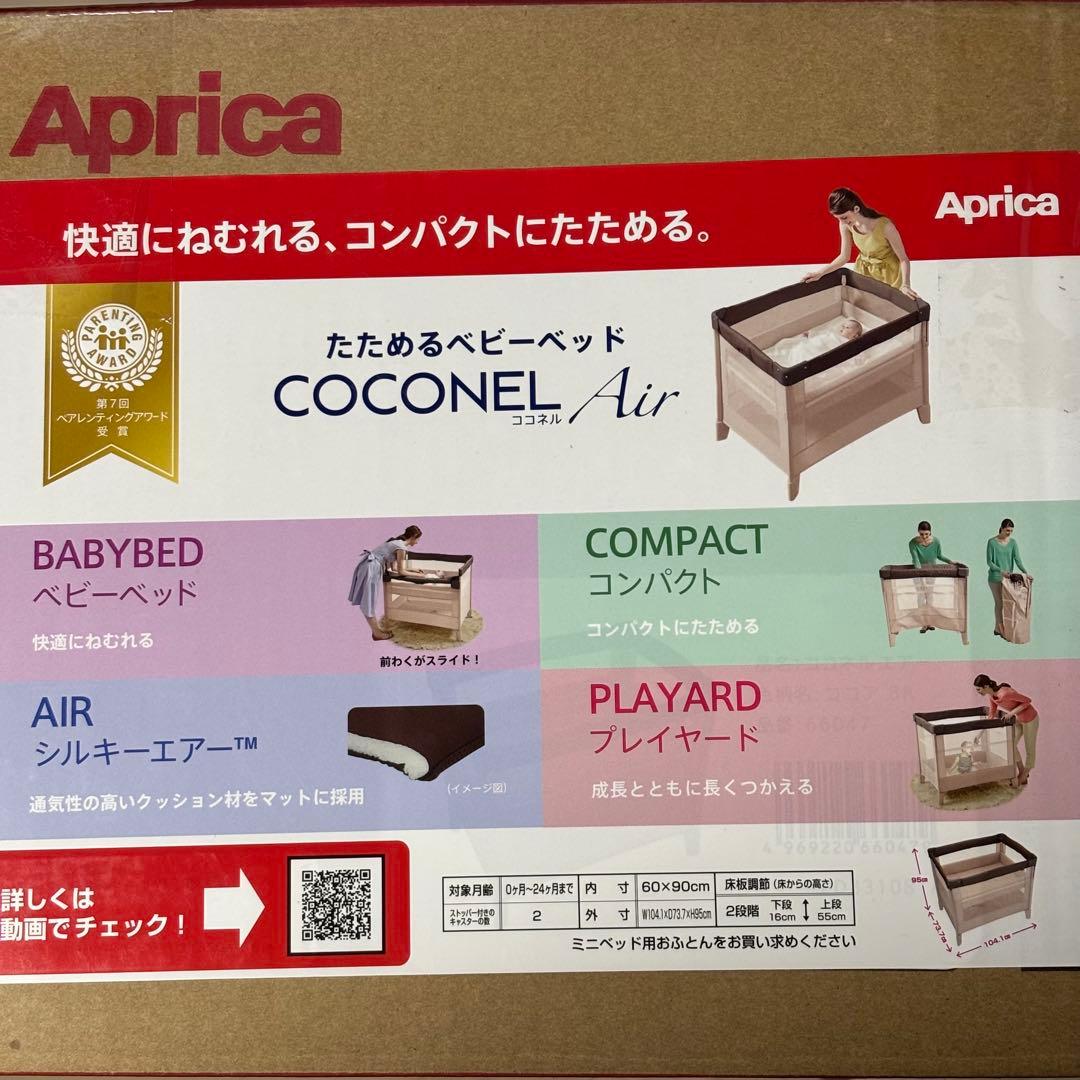 Aprica
快適にねむれる、コンパクトにたためる。
Aprica
PARENTING
AWARD
第7回
ペアレンティングアワード
受賞
たためるベビーベッド
COCONEL Air
ココネル
BABYBED
ベビーベッド
快適にねむれる
前わくがスライド!
COMPACT
コンパクト
コンパクトにたためる
AIR
シルキーエアー™
通気性の高いクッション材をマットに採用
(イメージ図)
PLAYARD
プレイヤード
成長とともに長くつかえる
詳しくは
動画でチェック!
対象月齢 0ヶ月~24ヶ月まで 内寸 60×90cm 床板調節(床からの高さ)
ストッパー付きのキャスターの数 2 外寸 W104.1×D73.7×H95cm 2段階 下段16cm 上段55cm
ミニベッド用おふとんをお買い求めください
95cm
73.7cm
104.1cm